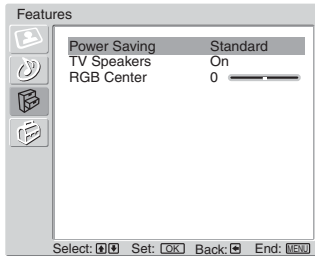 Features
Power Saving Standard
TV Speakers On
RGB Center 0
Select: Set: OK Back: End: MENU